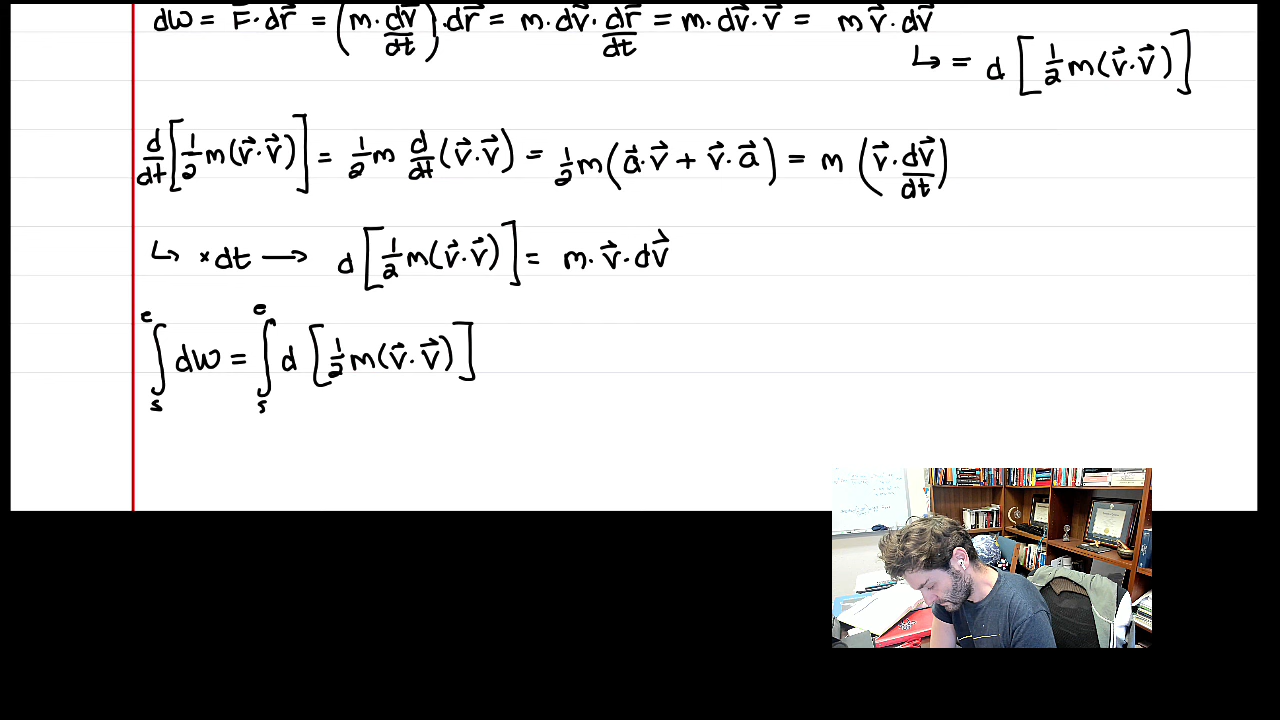 dw = F⃗·dr⃗ = (m·dv⃗/dt)·dr⃗ = m·dv⃗·dr⃗/dt = m·dv⃗·v⃗ = mv⃗·dv⃗
↳ = d[½m(v⃗·v⃗)]
d/dt[½m(v⃗·v⃗)] = ½m d/dt(v⃗·v⃗) = ½m(a⃗·v⃗ + v⃗·a⃗) = m(v⃗·dv⃗/dt)
↳ ×dt → d[½m(v⃗·v⃗)] = m·v⃗·dv⃗
∫ₛᵉ dw = ∫ₛᵉ d[½m(v⃗·v⃗)]